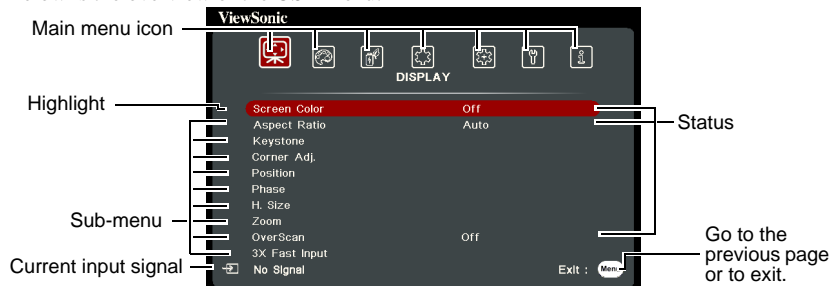 ViewSonic
Main menu icon
DISPLAY
Highlight
Screen Color Off
Aspect Ratio Auto
Status
Keystone
Corner Adj.
Position
Phase
H. Size
Sub-menu
Zoom
OverScan Off
3X Fast Input
Current input signal
No Signal
Exit : Menu
Go to the
previous page
or to exit.